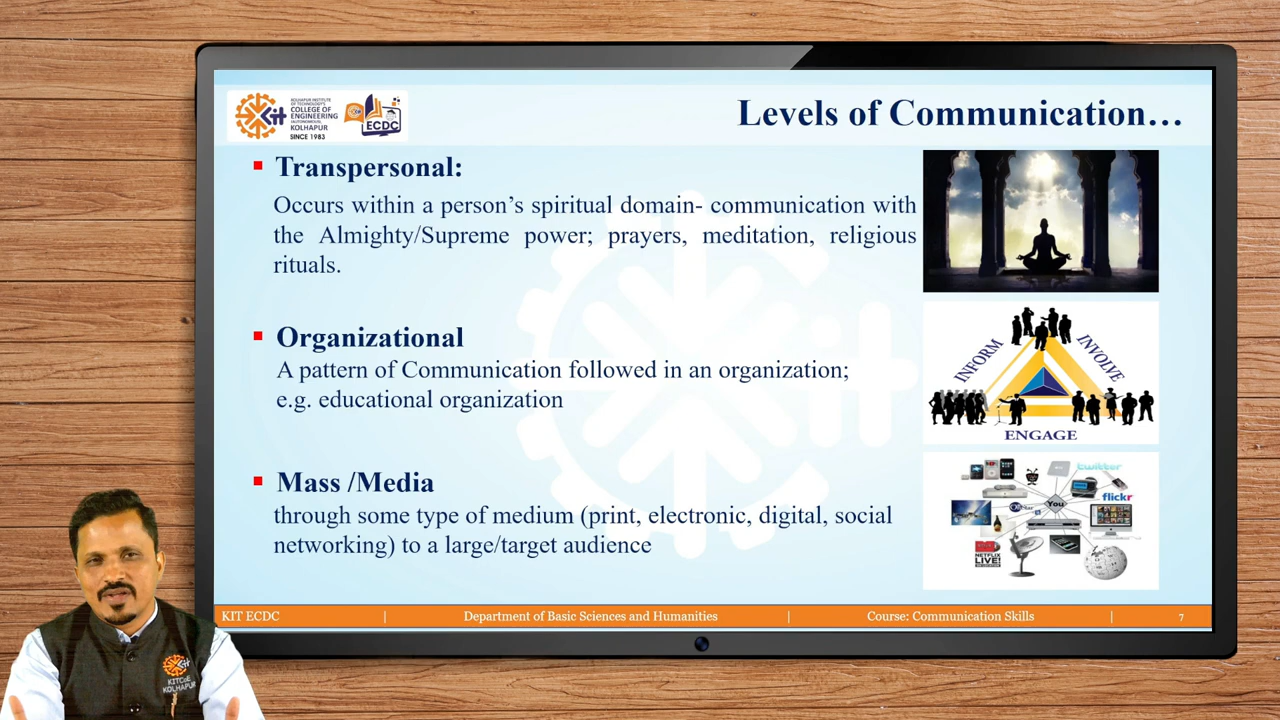 KOLHAPUR INSTITUTE
OF TECHNOLOGY'S
COLLEGE OF
ENGINEERING
(AUTONOMOUS),
KOLHAPUR
SINCE 1983
ECDC
Levels of Communication…
Transpersonal:
Occurs within a person’s spiritual domain- communication with
the Almighty/Supreme power; prayers, meditation, religious
rituals.
Organizational
A pattern of Communication followed in an organization;
e.g. educational organization
INFORM
INVOLVE
ENGAGE
Mass /Media
through some type of medium (print, electronic, digital, social
networking) to a large/target audience
twitter
flickr
You
NETFLIX
LIVE!
KIT ECDC | Department of Basic Sciences and Humanities | Course: Communication Skills | 7
KITCoE
KOLHAPUR